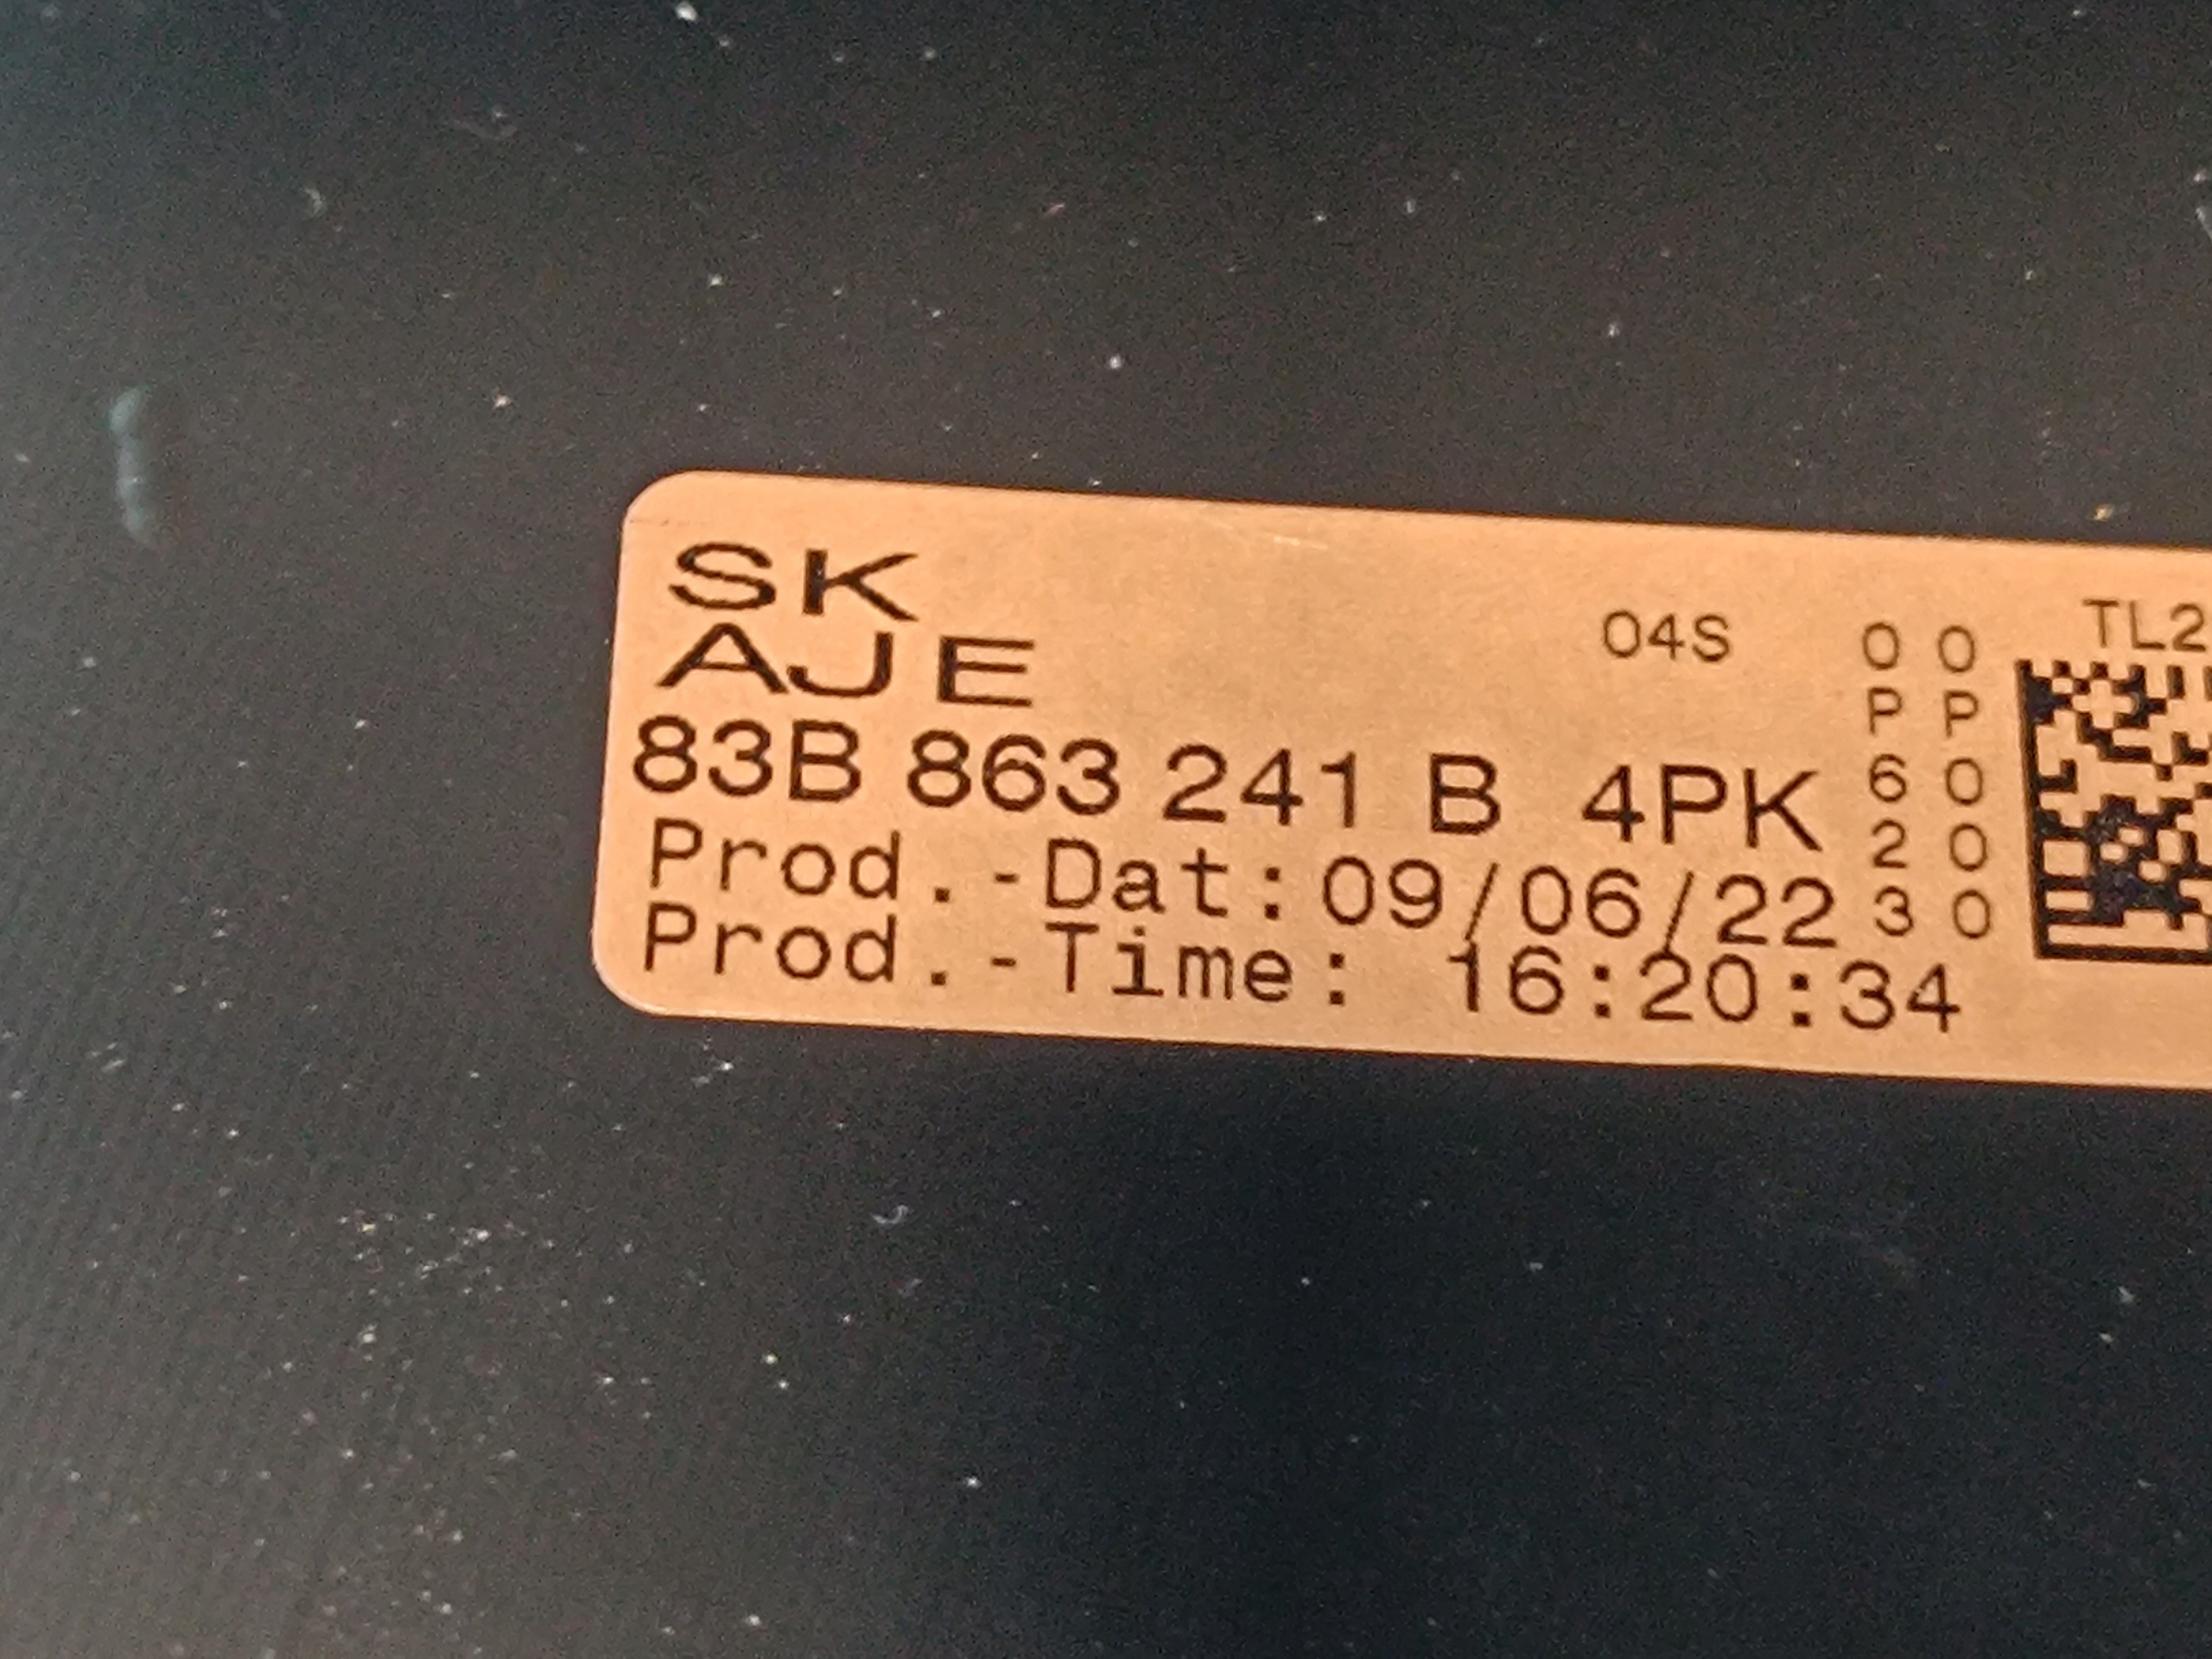 SK
AJE
04S
83B 863 241 B 4PK
Prod.-Dat:09/06/22
Prod.-Time: 16:20:34
0 0
P P
6 0
2 0
3 0
TL2